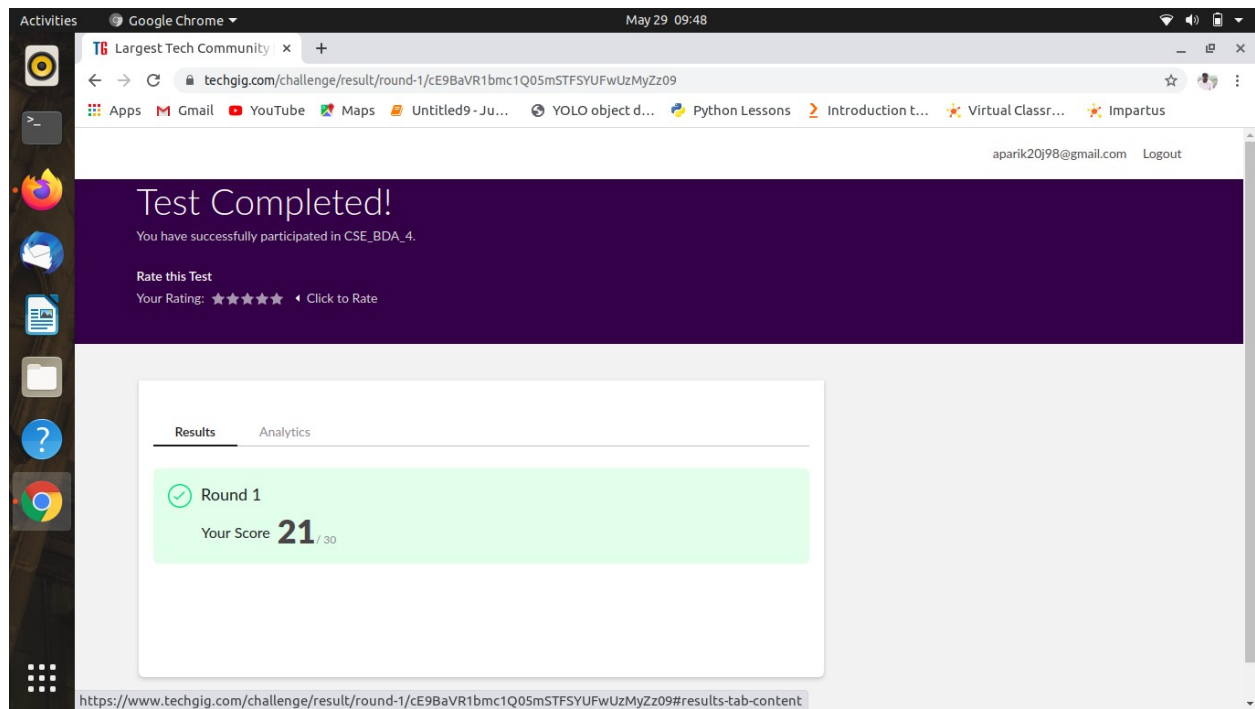 Activities Google Chrome May 29 09:48
TG Largest Tech Community
techgig.com/challenge/result/round-1/cE9BaVR1bmc1Q05mSTFSYUFwUzMyZz09
Apps Gmail YouTube Maps Untitled9 - Ju... YOLO object d... Python Lessons Introduction t... Virtual Classr... Impartus
aparik20j98@gmail.com Logout
Test Completed!
You have successfully participated in CSE_BDA_4.
Rate this Test
Your Rating: Click to Rate
Results Analytics
Round 1
Your Score 21 / 30
https://www.techgig.com/challenge/result/round-1/cE9BaVR1bmc1Q05mSTFSYUFwUzMyZz09#results-tab-content